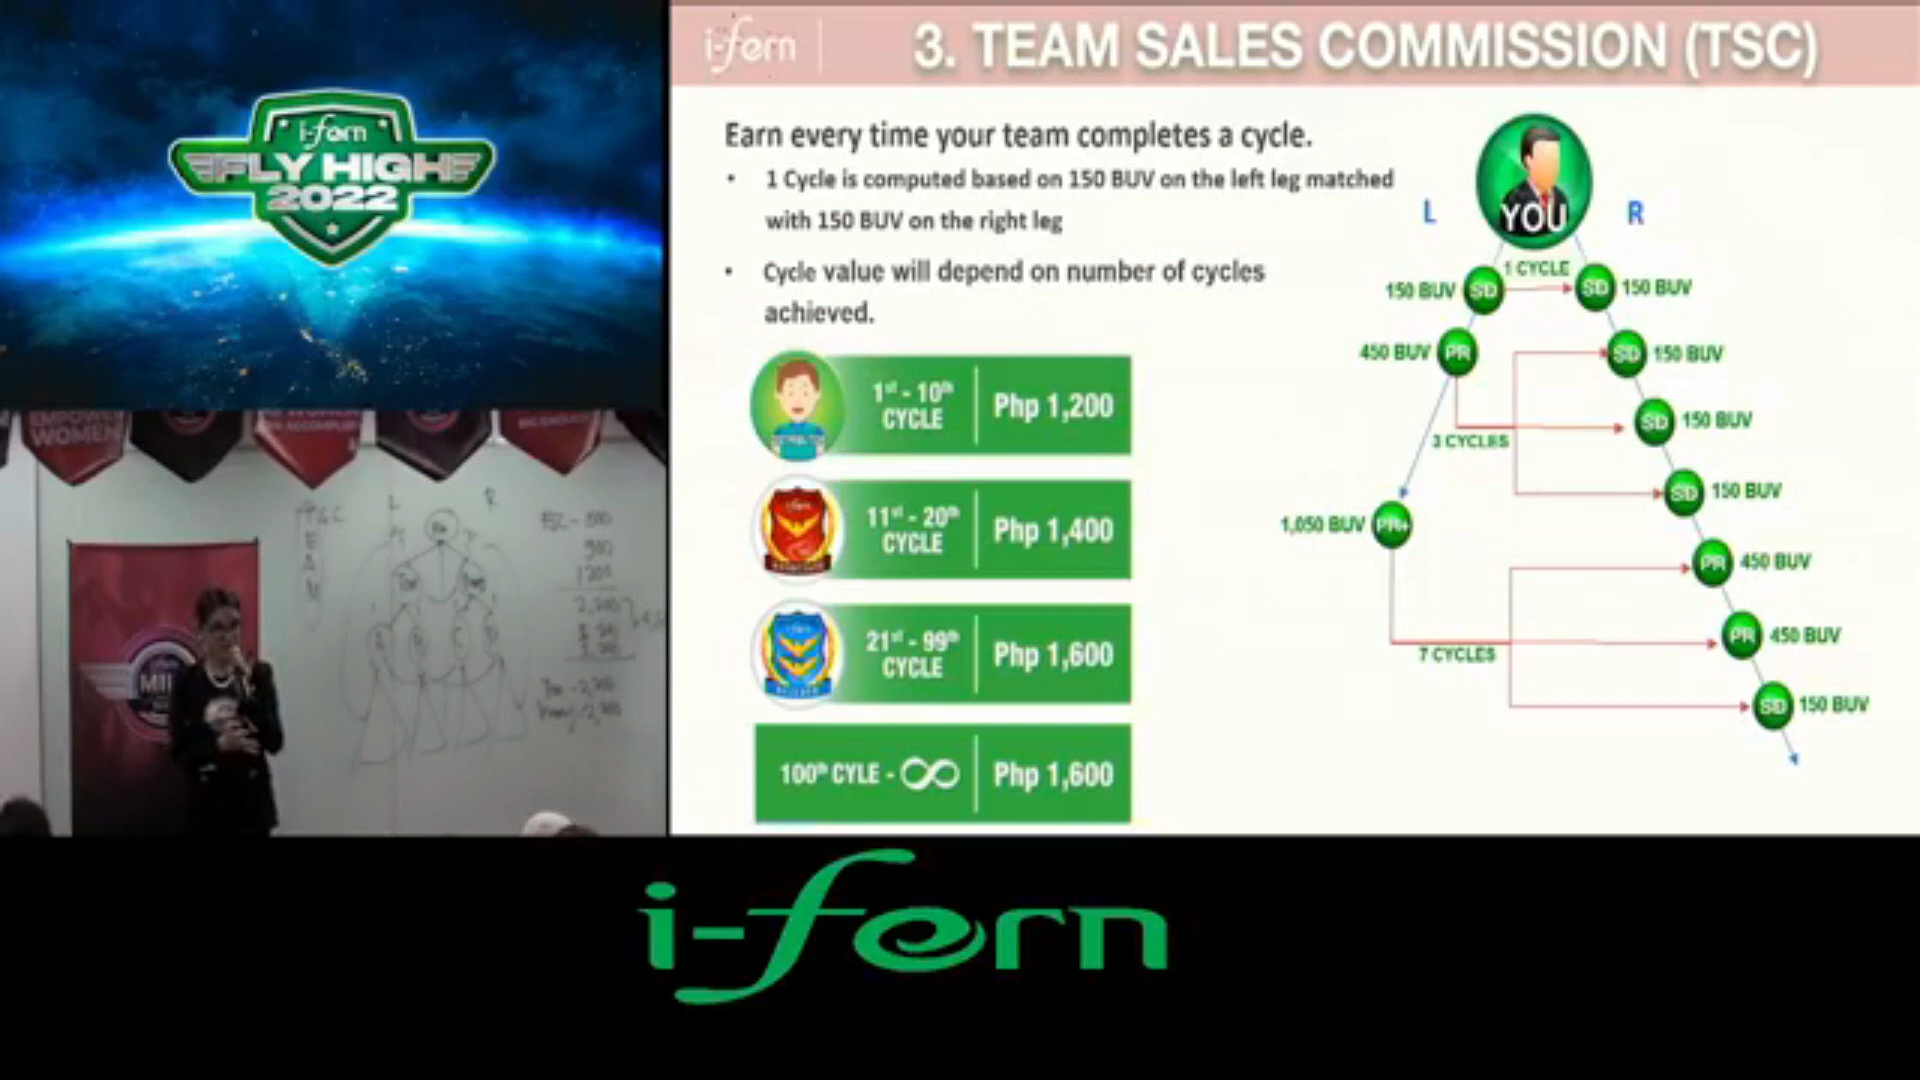 i-fern
FLY HIGH
2022
EMPOWER
WOMEN
L
R
500
1200
i-fern
3. TEAM SALES COMMISSION (TSC)
Earn every time your team completes a cycle.
• 1 Cycle is computed based on 150 BUV on the left leg matched
with 150 BUV on the right leg
• Cycle value will depend on number of cycles
achieved.
1st - 10th
CYCLE
Php 1,200
11st - 20th
CYCLE
Php 1,400
21st - 99th
CYCLE
Php 1,600
100th CYLE - ∞
Php 1,600
YOU
L
R
1 CYCLE
150 BUV SD
SD 150 BUV
450 BUV PR
SD 150 BUV
SD 150 BUV
3 CYCLES
SD 150 BUV
1,050 BUV PR+
PR 450 BUV
PR 450 BUV
7 CYCLES
SD 150 BUV
i-fern